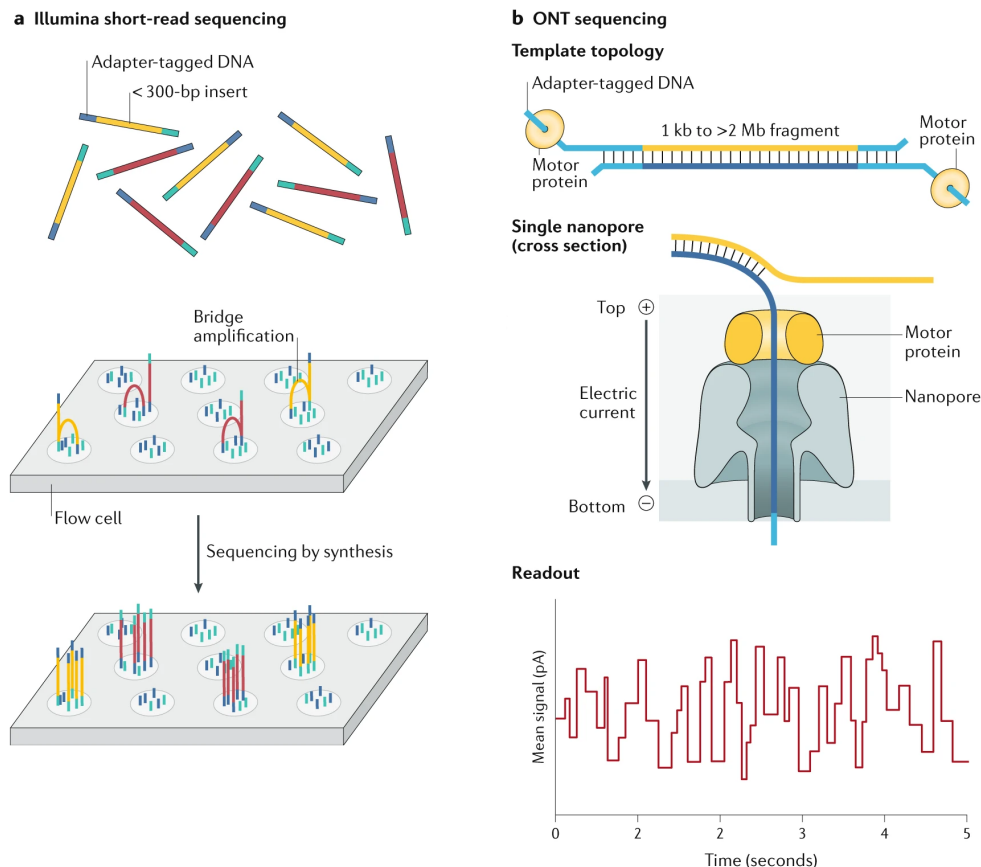 a Illumina short-read sequencing
Adapter-tagged DNA
< 300-bp insert
Bridge
amplification
Flow cell
Sequencing by synthesis
b ONT sequencing
Template topology
Adapter-tagged DNA
1 kb to >2 Mb fragment
Motor
protein
Motor
protein
Single nanopore
(cross section)
Top +
Motor
protein
Nanopore
Electric
current
Bottom −
Readout
Mean signal (pA)
0 2 2 3 4 5
Time (seconds)